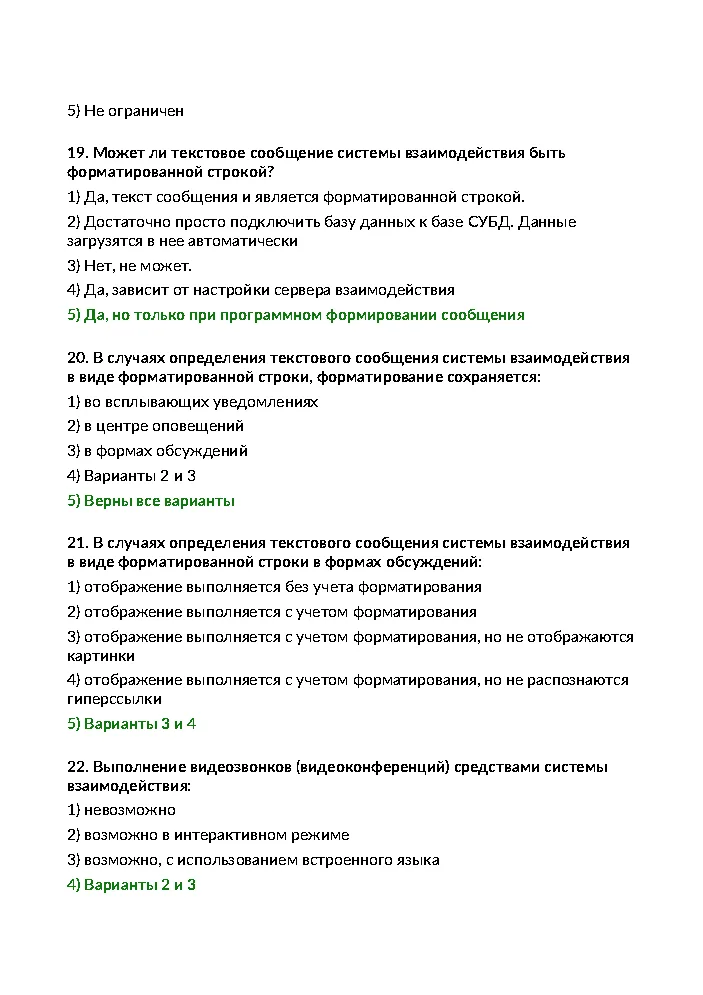 5) Не ограничен
19. Может ли текстовое сообщение системы взаимодействия быть
форматированной строкой?
1) Да, текст сообщения и является форматированной строкой.
2) Достаточно просто подключить базу данных к базе СУБД. Данные
загрузятся в нее автоматически
3) Нет, не может.
4) Да, зависит от настройки сервера взаимодействия
5) Да, но только при программном формировании сообщения
20. В случаях определения текстового сообщения системы взаимодействия
в виде форматированной строки, форматирование сохраняется:
1) во всплывающих уведомлениях
2) в центре оповещений
3) в формах обсуждений
4) Варианты 2 и 3
5) Верны все варианты
21. В случаях определения текстового сообщения системы взаимодействия
в виде форматированной строки в формах обсуждений:
1) отображение выполняется без учета форматирования
2) отображение выполняется с учетом форматирования
3) отображение выполняется с учетом форматирования, но не отображаются
картинки
4) отображение выполняется с учетом форматирования, но не распознаются
гиперссылки
5) Варианты 3 и 4
22. Выполнение видеозвонков (видеоконференций) средствами системы
взаимодействия:
1) невозможно
2) возможно в интерактивном режиме
3) возможно, с использованием встроенного языка
4) Варианты 2 и 3